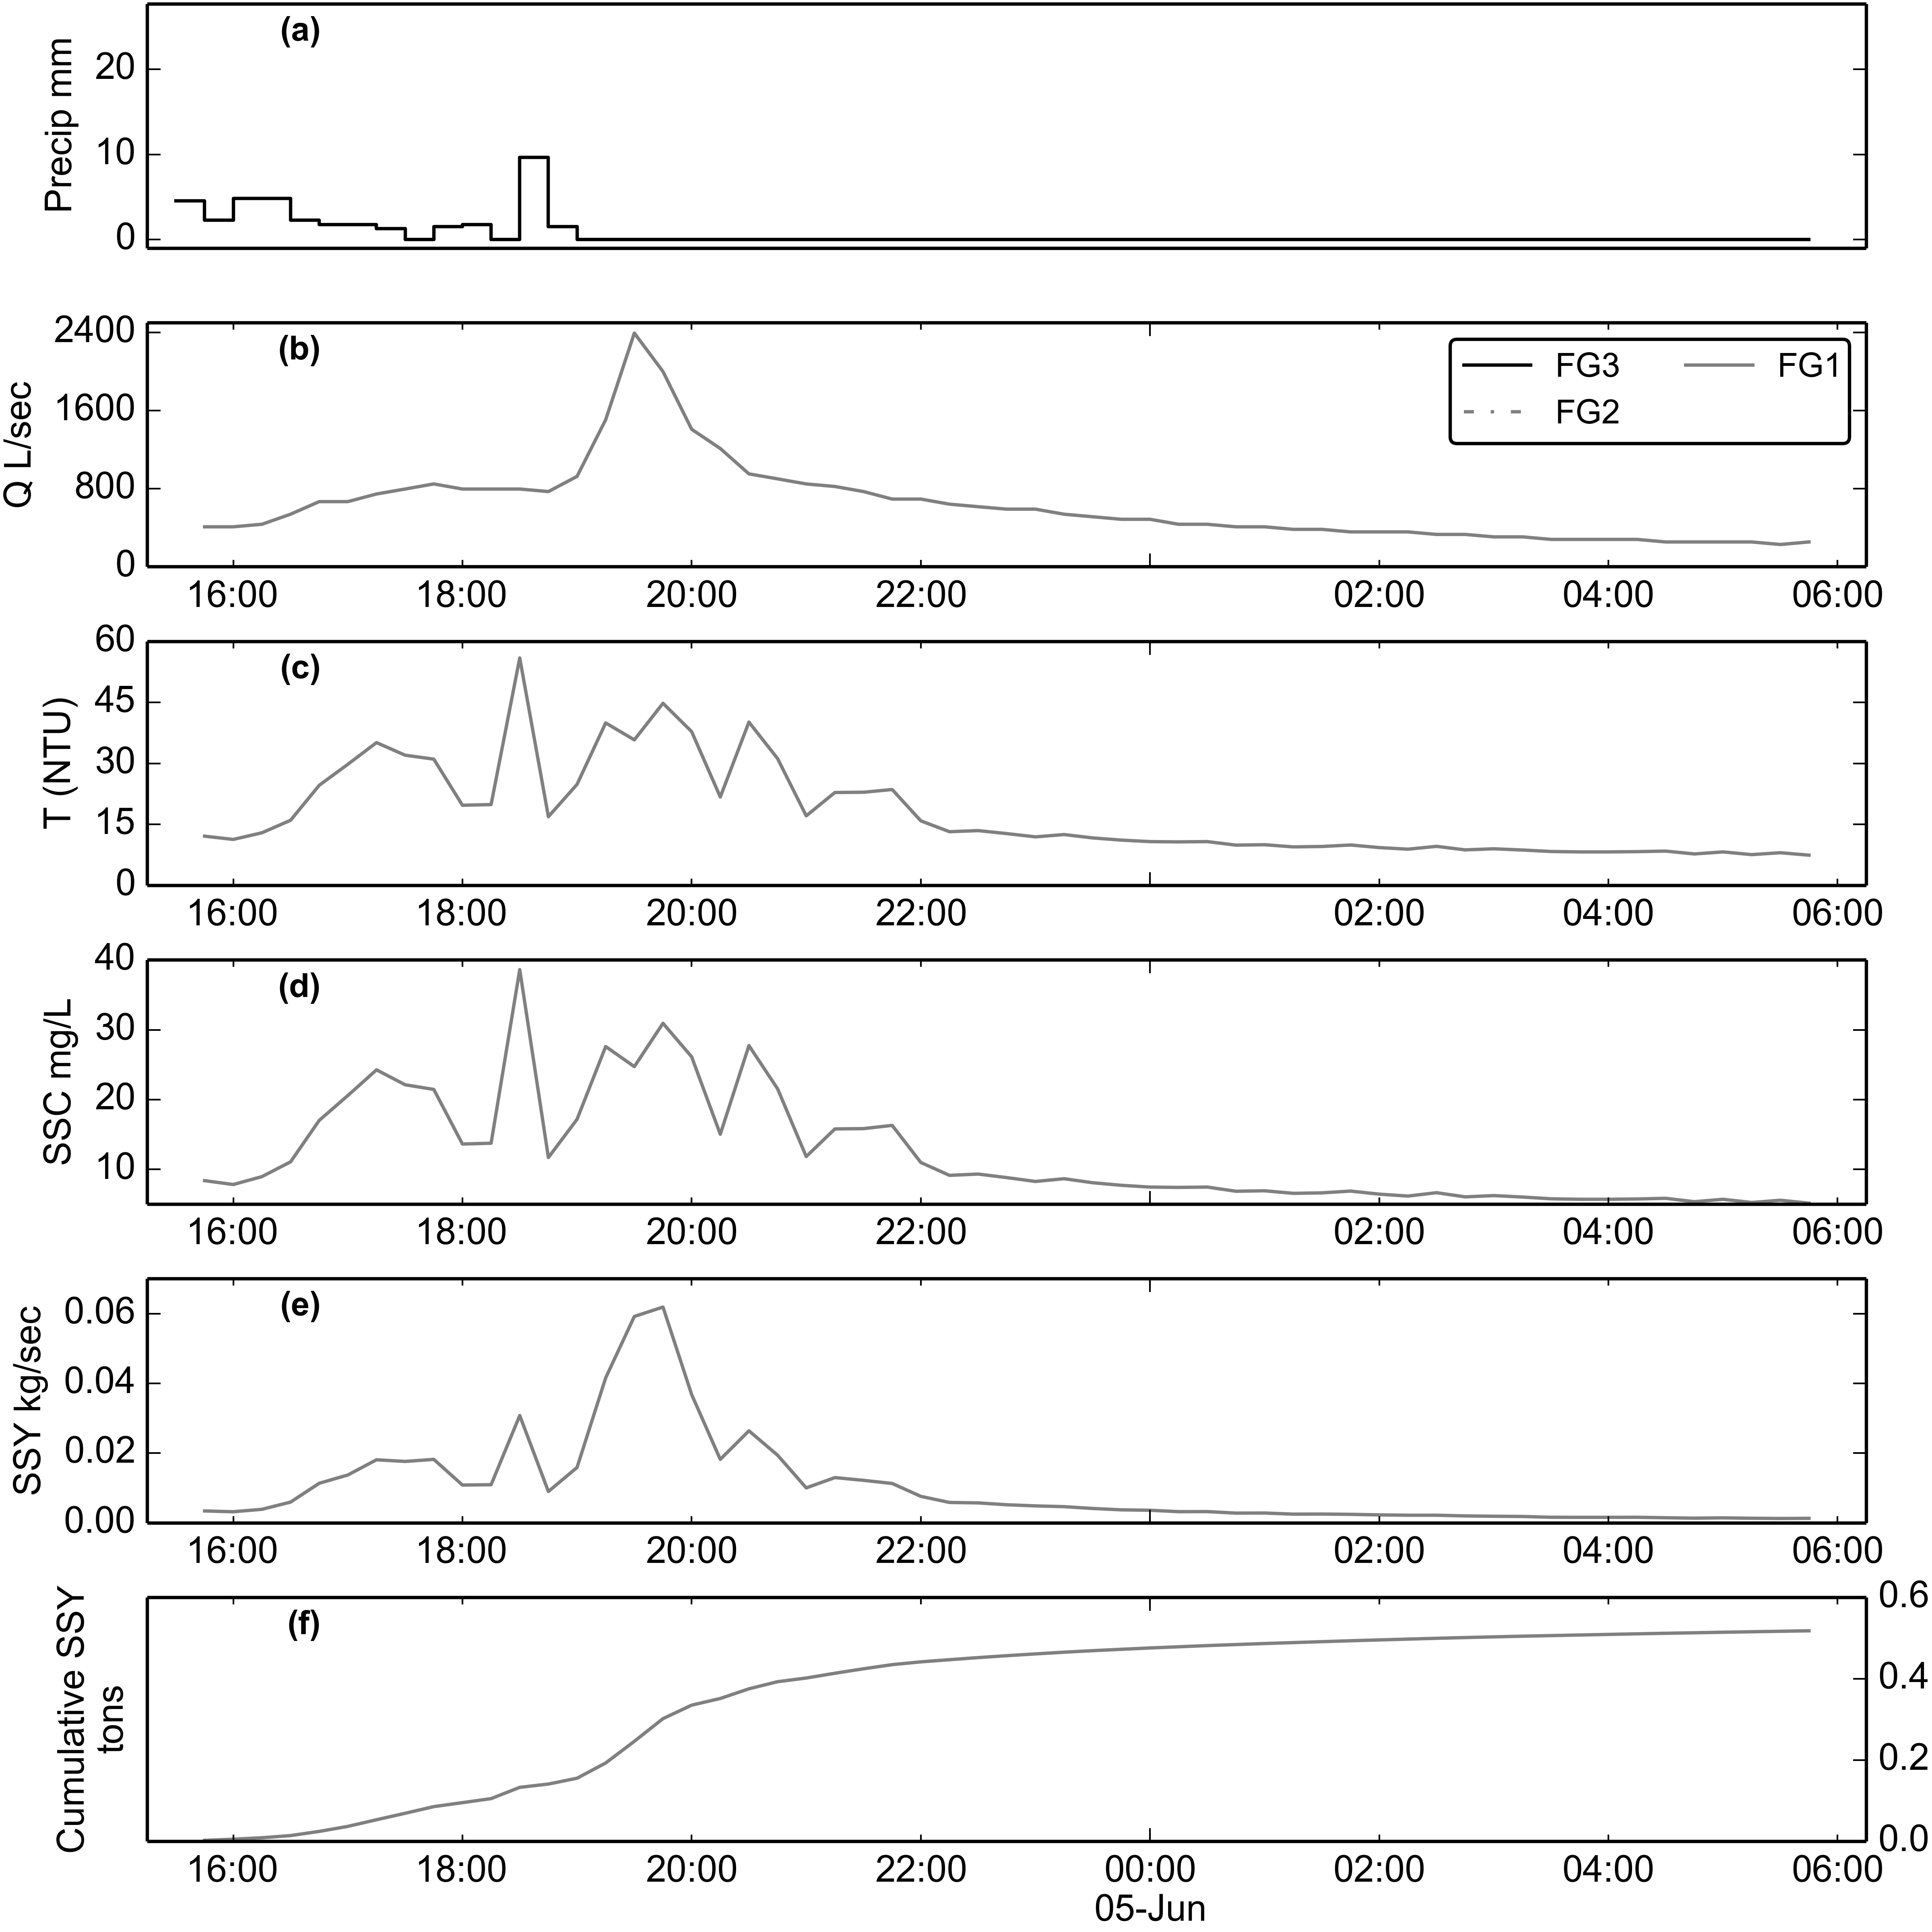 (a)
Precip mm
20
10
0
(b)
Q L/sec
2400
1600
800
0
FG3 FG1
FG2
16:00 18:00 20:00 22:00 02:00 04:00 06:00
(c)
T (NTU)
60
45
30
15
0
16:00 18:00 20:00 22:00 02:00 04:00 06:00
(d)
SSC mg/L
40
30
20
10
16:00 18:00 20:00 22:00 02:00 04:00 06:00
(e)
SSY kg/sec
0.06
0.04
0.02
0.00
16:00 18:00 20:00 22:00 02:00 04:00 06:00
(f)
Cumulative SSY
tons
0.6
0.4
0.2
0.0
16:00 18:00 20:00 22:00 00:00 02:00 04:00 06:00
05-Jun